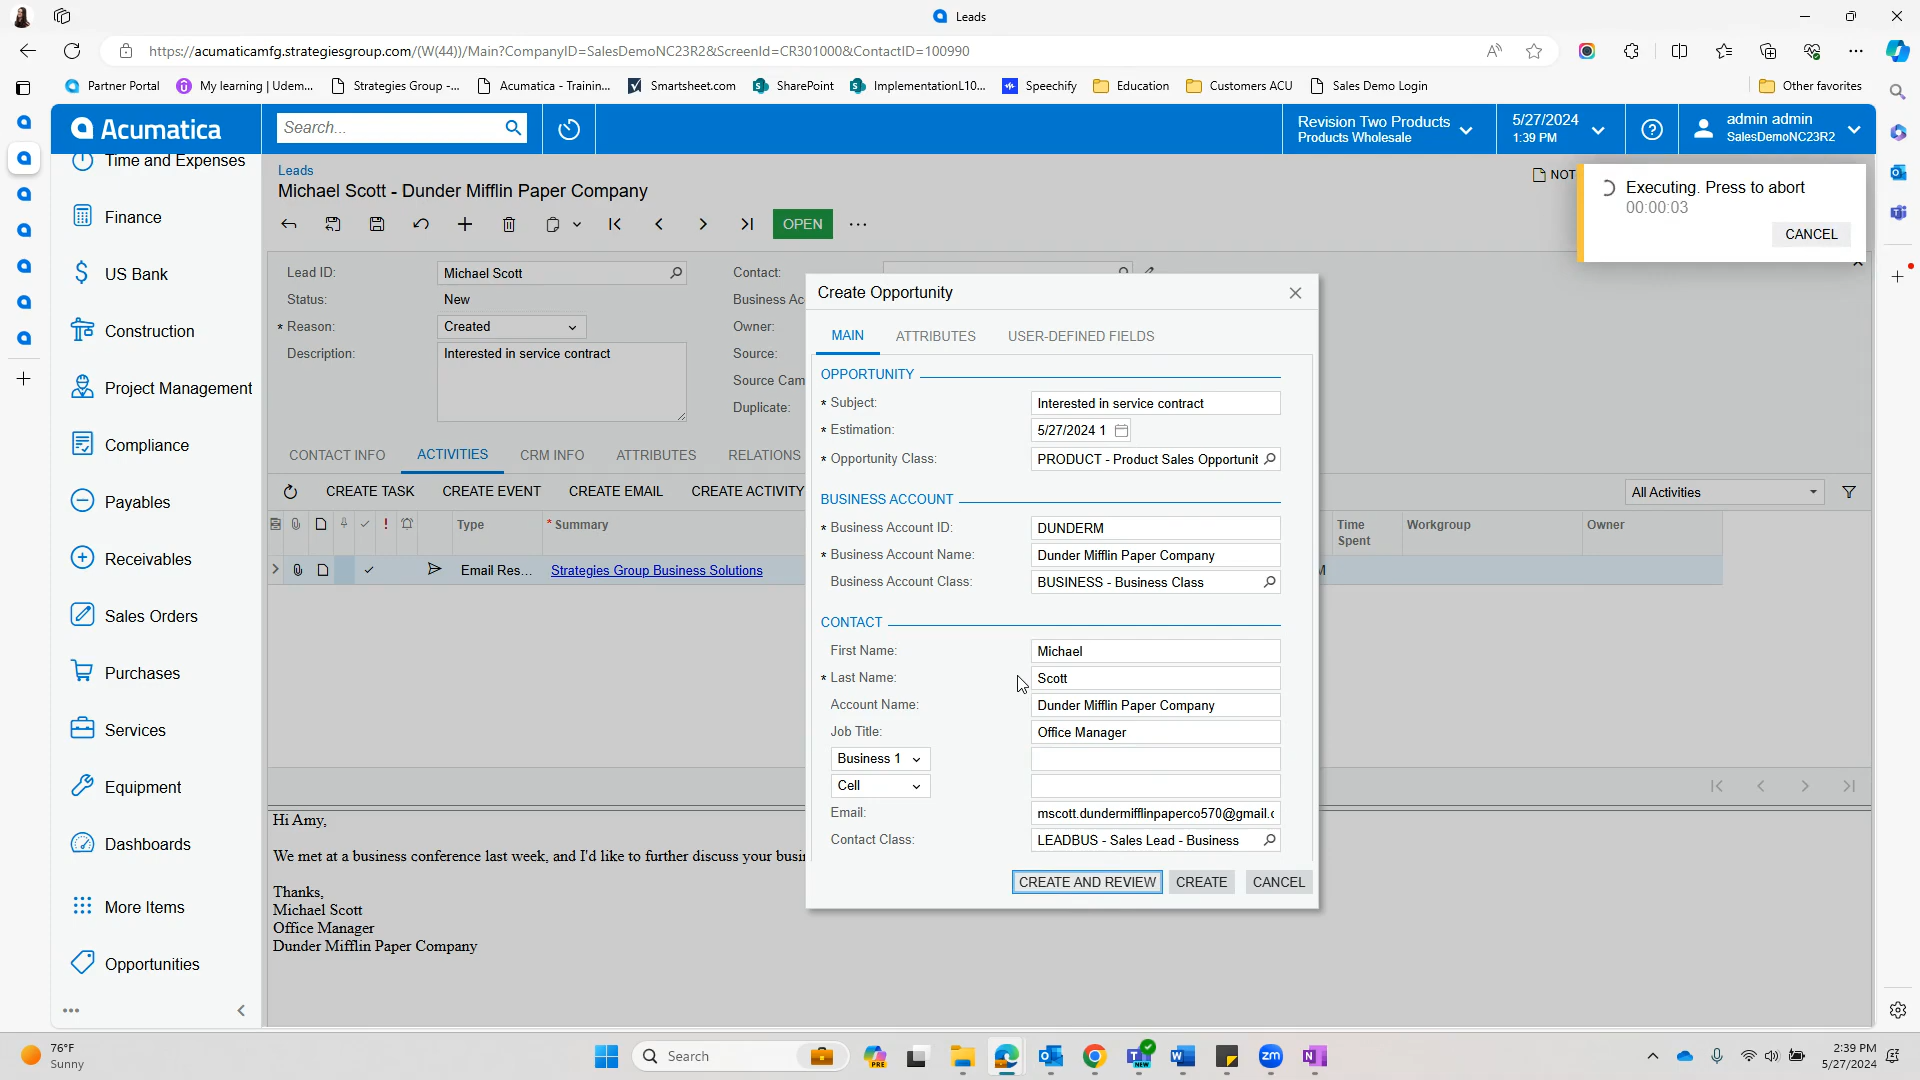 Leads
https://acumaticamfg.strategiesgroup.com/(W(44))/Main?CompanyID=SalesDemoNC23R2&ScreenId=CR301000&ContactID=100990
Partner Portal
My learning | Udem...
Strategies Group -...
Acumatica - Trainin...
Smartsheet.com
SharePoint
ImplementationL10...
Speechify
Education
Customers ACU
Sales Demo Login
Other favorites
Acumatica
Search...
Revision Two Products
Products Wholesale
5/27/2024
1:39 PM
admin admin
SalesDemoNC23R2
Time and Expenses
Finance
US Bank
Construction
Project Management
Compliance
Payables
Receivables
Sales Orders
Purchases
Services
Equipment
Dashboards
More Items
Opportunities
Leads
Michael Scott - Dunder Mifflin Paper Company
OPEN
NOT
Executing. Press to abort
00:00:03
CANCEL
Lead ID:
Michael Scott
Status:
New
* Reason:
Created
Description:
Interested in service contract
Contact:
Business Ac
Owner:
Source:
Source Cam
Duplicate:
CONTACT INFO
ACTIVITIES
CRM INFO
ATTRIBUTES
RELATIONS
CREATE TASK
CREATE EVENT
CREATE EMAIL
CREATE ACTIVITY
All Activities
Type
* Summary
Time Spent
Workgroup
Owner
Email Res...
Strategies Group Business Solutions
M
Hi Amy,
We met at a business conference last week, and I'd like to further discuss your busi
Thanks,
Michael Scott
Office Manager
Dunder Mifflin Paper Company
Create Opportunity
MAIN
ATTRIBUTES
USER-DEFINED FIELDS
OPPORTUNITY
* Subject:
Interested in service contract
* Estimation:
5/27/2024 1
* Opportunity Class:
PRODUCT - Product Sales Opportunit
BUSINESS ACCOUNT
* Business Account ID:
DUNDERM
* Business Account Name:
Dunder Mifflin Paper Company
Business Account Class:
BUSINESS - Business Class
CONTACT
First Name:
Michael
* Last Name:
Scott
Account Name:
Dunder Mifflin Paper Company
Job Title:
Office Manager
Business 1
Cell
Email:
mscott.dundermifflinpaperco570@gmail.c
Contact Class:
LEADBUS - Sales Lead - Business
CREATE AND REVIEW
CREATE
CANCEL
76°F
Sunny
Search
PRE
NEW
zm
2:39 PM
5/27/2024